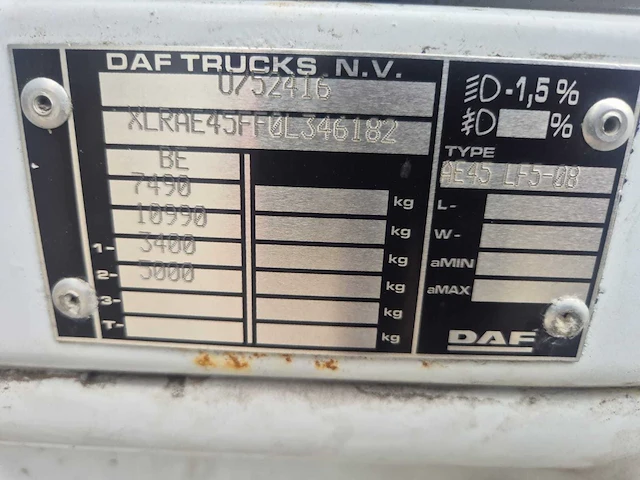 DAF TRUCKS N.V.
U/52416
XLRAE45FF0L346182
BE
7490 kg
10990 kg
1- 3400 kg
2- 5000 kg
3- kg
T- kg
-1,5%
%
TYPE
AE45 LF5-08
L-
W-
aMIN
aMAX
DAF